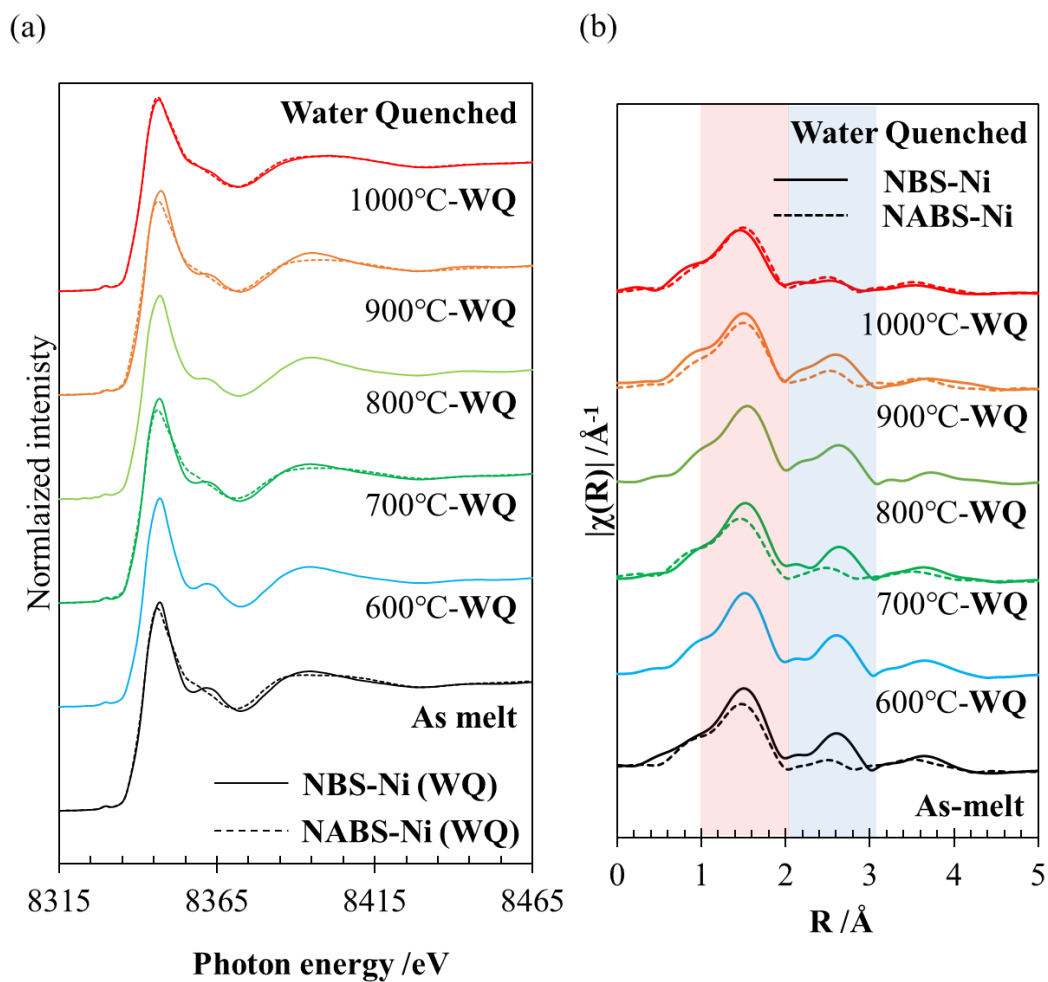 (a)
Water Quenched
1000°C-WQ
900°C-WQ
800°C-WQ
700°C-WQ
600°C-WQ
As melt
NBS-Ni (WQ)
NABS-Ni (WQ)
Normlaized intenisty
8315 8365 8415 8465
Photon energy /eV
(b)
Water Quenched
NBS-Ni
NABS-Ni
1000°C-WQ
900°C-WQ
800°C-WQ
700°C-WQ
600°C-WQ
As-melt
|χ(R)| /Å⁻¹
0 1 2 3 4 5
R /Å